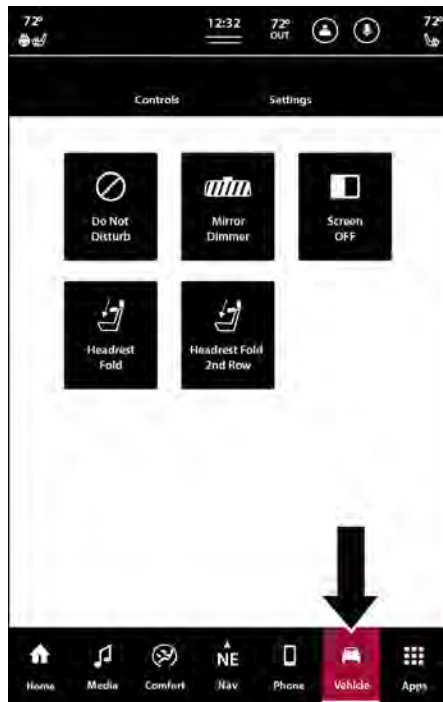 72° 12:32 72° 72°
OUT
Controls Settings
Do Not Mirror Screen
Disturb Dimmer OFF
Headrest Headrest Fold
Fold 2nd Row
NE
Home Media Comfort Nav Phone Vehicle Apps